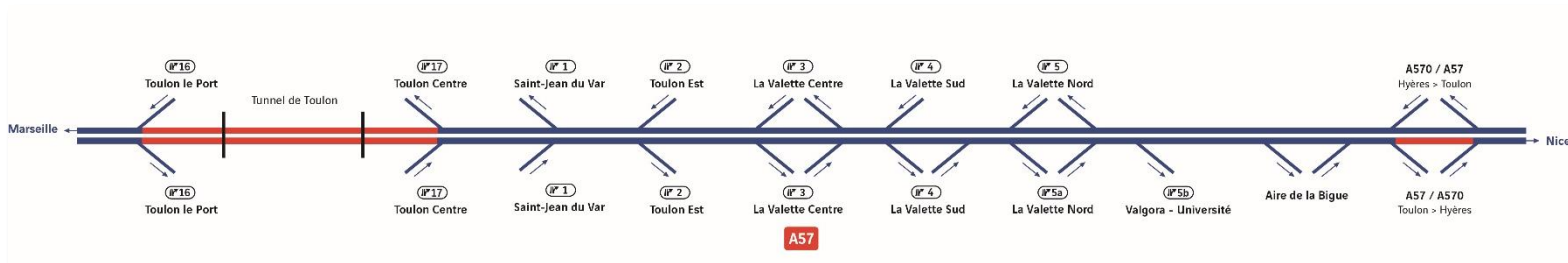 n°16
Toulon le Port
Tunnel de Toulon
n°17
Toulon Centre
n°1
Saint-Jean du Var
n°2
Toulon Est
n°3
La Valette Centre
n°4
La Valette Sud
n°5
La Valette Nord
A570 / A57
Hyères > Toulon
Marseille
Nice
n°16
Toulon le Port
n°17
Toulon Centre
n°1
Saint-Jean du Var
n°2
Toulon Est
n°3
La Valette Centre
n°4
La Valette Sud
n°5a
La Valette Nord
n°5b
Valgora - Université
Aire de la Bigue
A57 / A570
Toulon > Hyères
A57